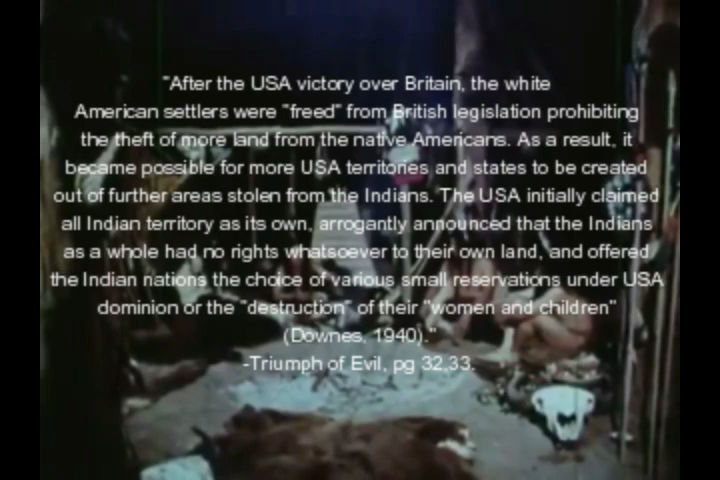 "After the USA victory over Britain, the white
American settlers were "freed" from British legislation prohibiting
the theft of more land from the native Americans. As a result, it
became possible for more USA territories and states to be created
out of further areas stolen from the Indians. The USA initially claimed
all Indian territory as its own, arrogantly announced that the Indians
as a whole had no rights whatsoever to their own land, and offered
the Indian nations the choice of various small reservations under USA
dominion or the "destruction" of their "women and children"
(Downes, 1940)."
-Triumph of Evil, pg 32,33.